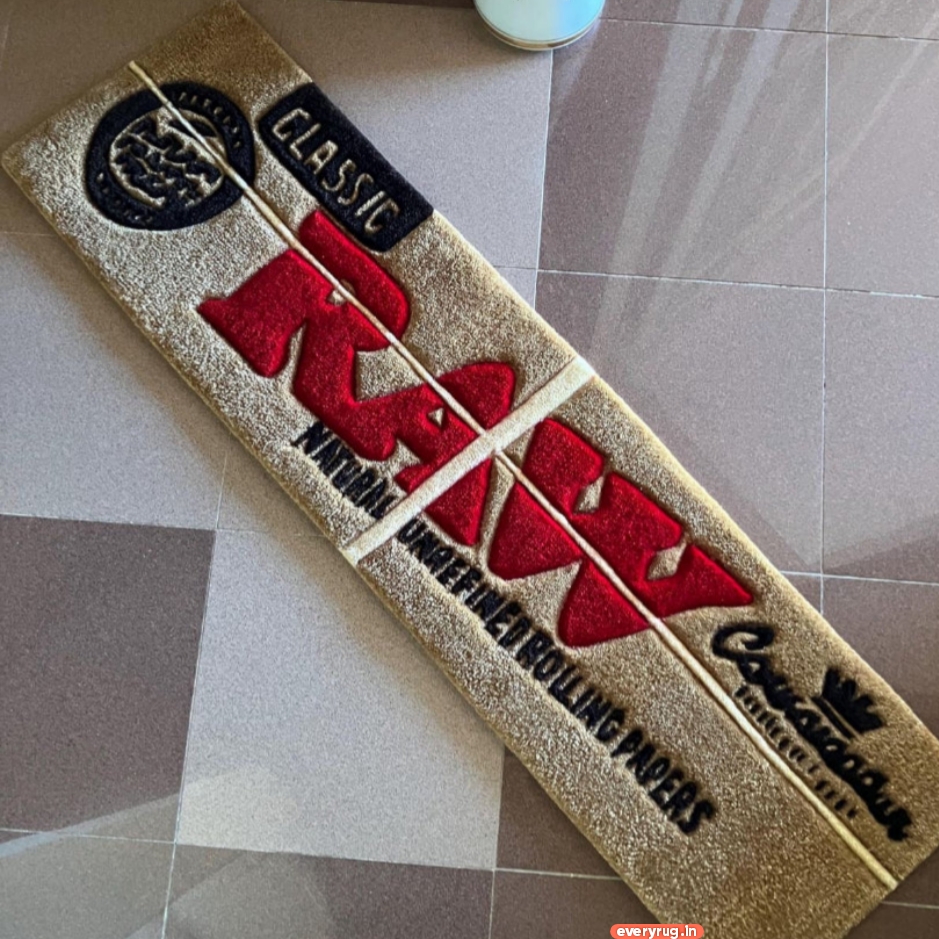 CLASSIC
RAW
NATURAL UNREFINED ROLLING PAPERS
Connoisseur
everyrug.in